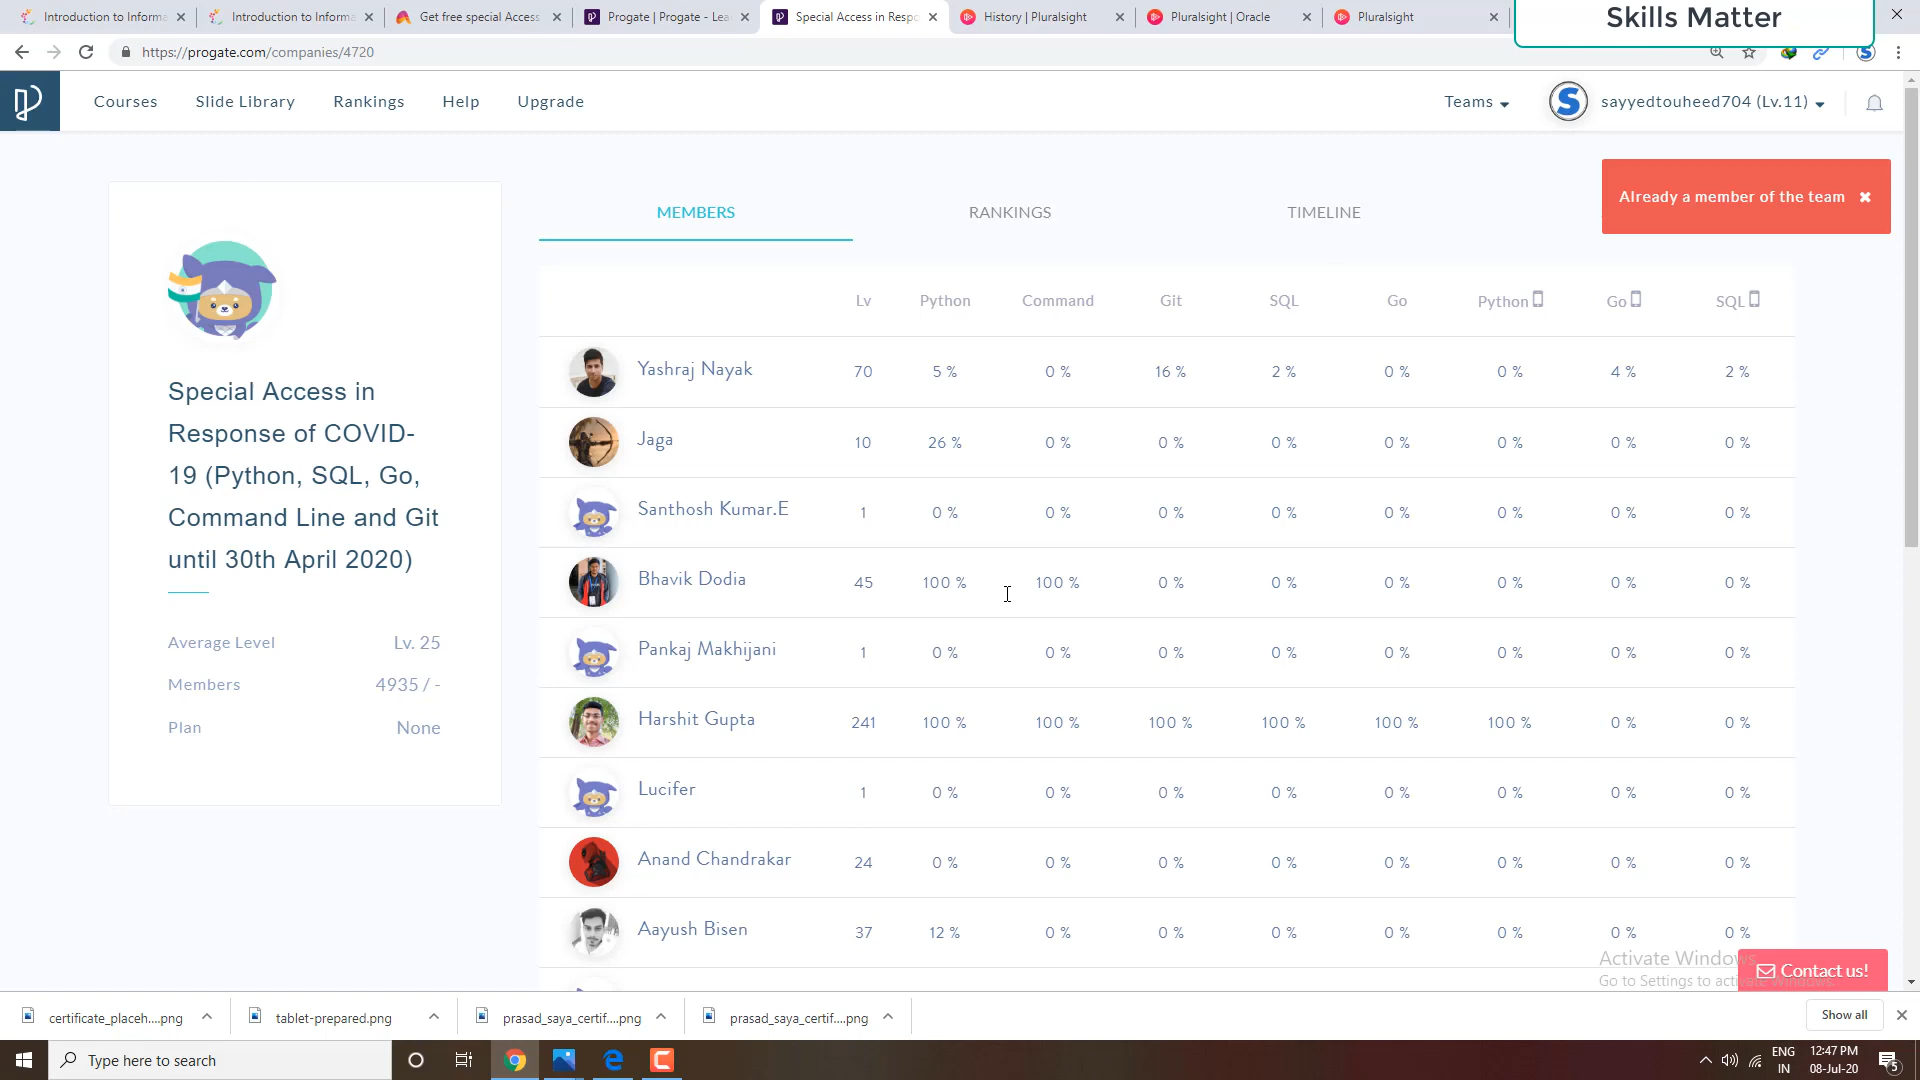 Introduction to Informa
Introduction to Informa
Get free special Access
Progate | Progate - Lea
Special Access in Respo
History | Pluralsight
Pluralsight | Oracle
Pluralsight
Skills Matter
https://progate.com/companies/4720
Courses
Slide Library
Rankings
Help
Upgrade
Teams
sayyedtouheed704 (Lv.11)
Already a member of the team
MEMBERS
RANKINGS
TIMELINE
Special Access in
Response of COVID-
19 (Python, SQL, Go,
Command Line and Git
until 30th April 2020)
Average Level Lv. 25
Members 4935 / -
Plan None
Lv Python Command Git SQL Go Python Go SQL
Yashraj Nayak 70 5 % 0 % 16 % 2 % 0 % 0 % 4 % 2 %
Jaga 10 26 % 0 % 0 % 0 % 0 % 0 % 0 % 0 %
Santhosh Kumar.E 1 0 % 0 % 0 % 0 % 0 % 0 % 0 % 0 %
Bhavik Dodia 45 100 % 100 % 0 % 0 % 0 % 0 % 0 % 0 %
Pankaj Makhijani 1 0 % 0 % 0 % 0 % 0 % 0 % 0 % 0 %
Harshit Gupta 241 100 % 100 % 100 % 100 % 100 % 100 % 0 % 0 %
Lucifer 1 0 % 0 % 0 % 0 % 0 % 0 % 0 % 0 %
Anand Chandrakar 24 0 % 0 % 0 % 0 % 0 % 0 % 0 % 0 %
Aayush Bisen 37 12 % 0 % 0 % 0 % 0 % 0 % 0 % 0 %
Activate Windows
Go to Settings to activate Windows.
Contact us!
certificate_placeh....png
tablet-prepared.png
prasad_saya_certif....png
prasad_saya_certif....png
Show all
Type here to search
ENG
IN
12:47 PM
08-Jul-20
5